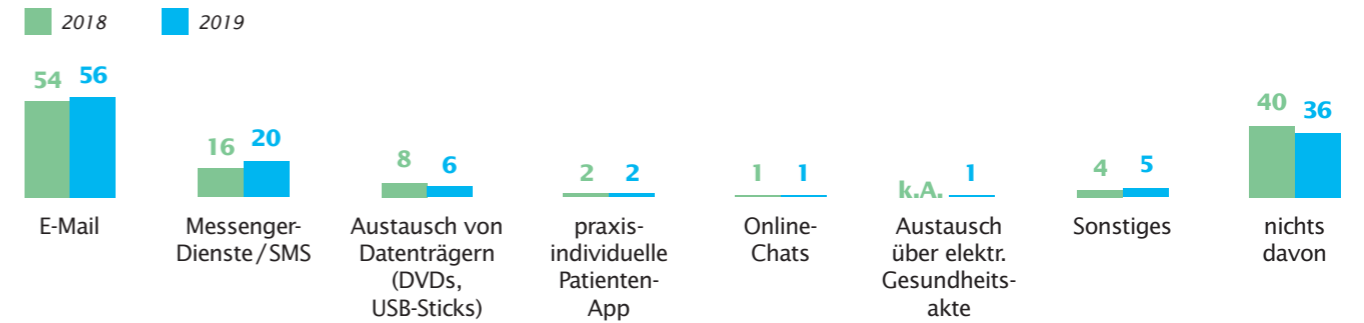 2018 2019
54 56
16 20
8 6
2 2
1 1
k.A. 1
4 5
40 36
E-Mail
Messenger-
Dienste/SMS
Austausch von
Datenträgern
(DVDs,
USB-Sticks)
praxis-
individuelle
Patienten-
App
Online-
Chats
Austausch
über elektr.
Gesundheits-
akte
Sonstiges
nichts
davon